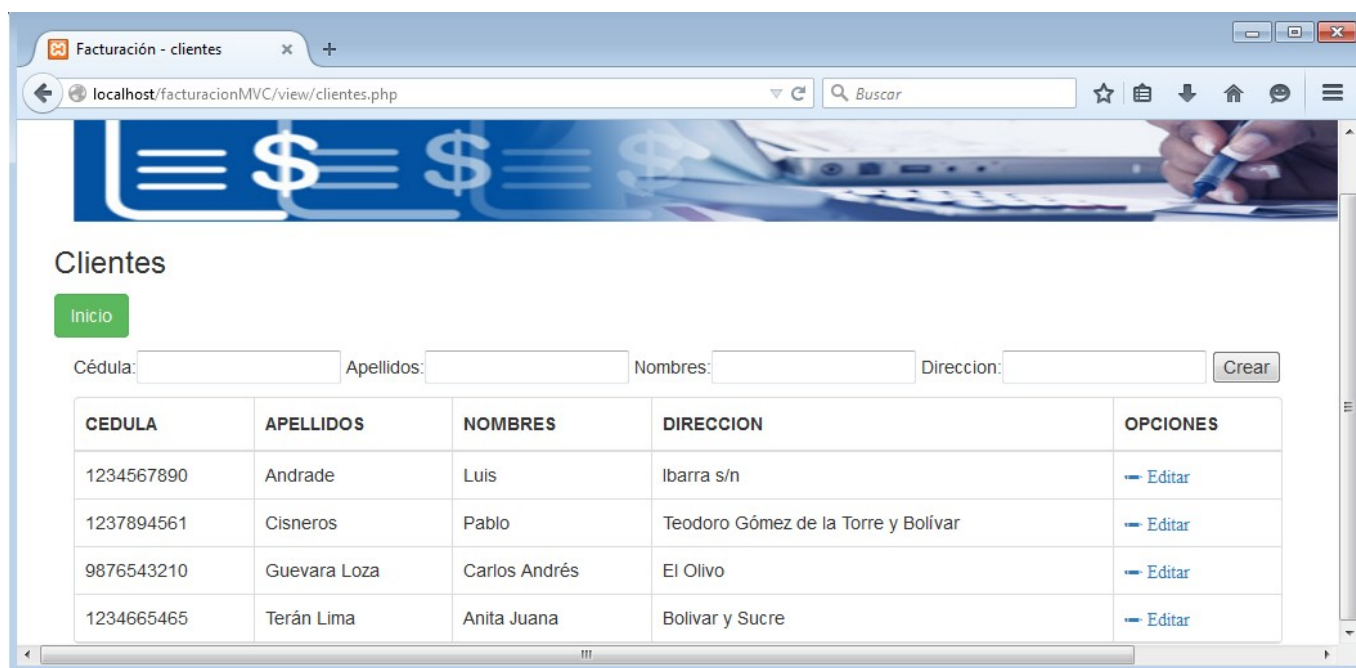 Facturación - clientes
localhost/facturacionMVC/view/clientes.php Buscar
$ $ $
Clientes
Inicio
Cédula: Apellidos: Nombres: Direccion: Crear
CEDULA APELLIDOS NOMBRES DIRECCION OPCIONES
1234567890 Andrade Luis Ibarra s/n Editar
1237894561 Cisneros Pablo Teodoro Gómez de la Torre y Bolívar Editar
9876543210 Guevara Loza Carlos Andrés El Olivo Editar
1234665465 Terán Lima Anita Juana Bolivar y Sucre Editar